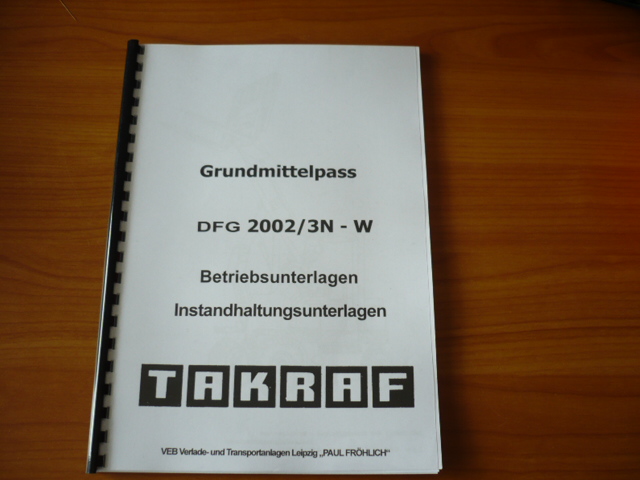 Grundmittelpass
DFG 2002/3N - W
Betriebsunterlagen
Instandhaltungsunterlagen
TAKRAF
VEB Verlade- und Transportanlagen Leipzig „PAUL FRÖHLICH“